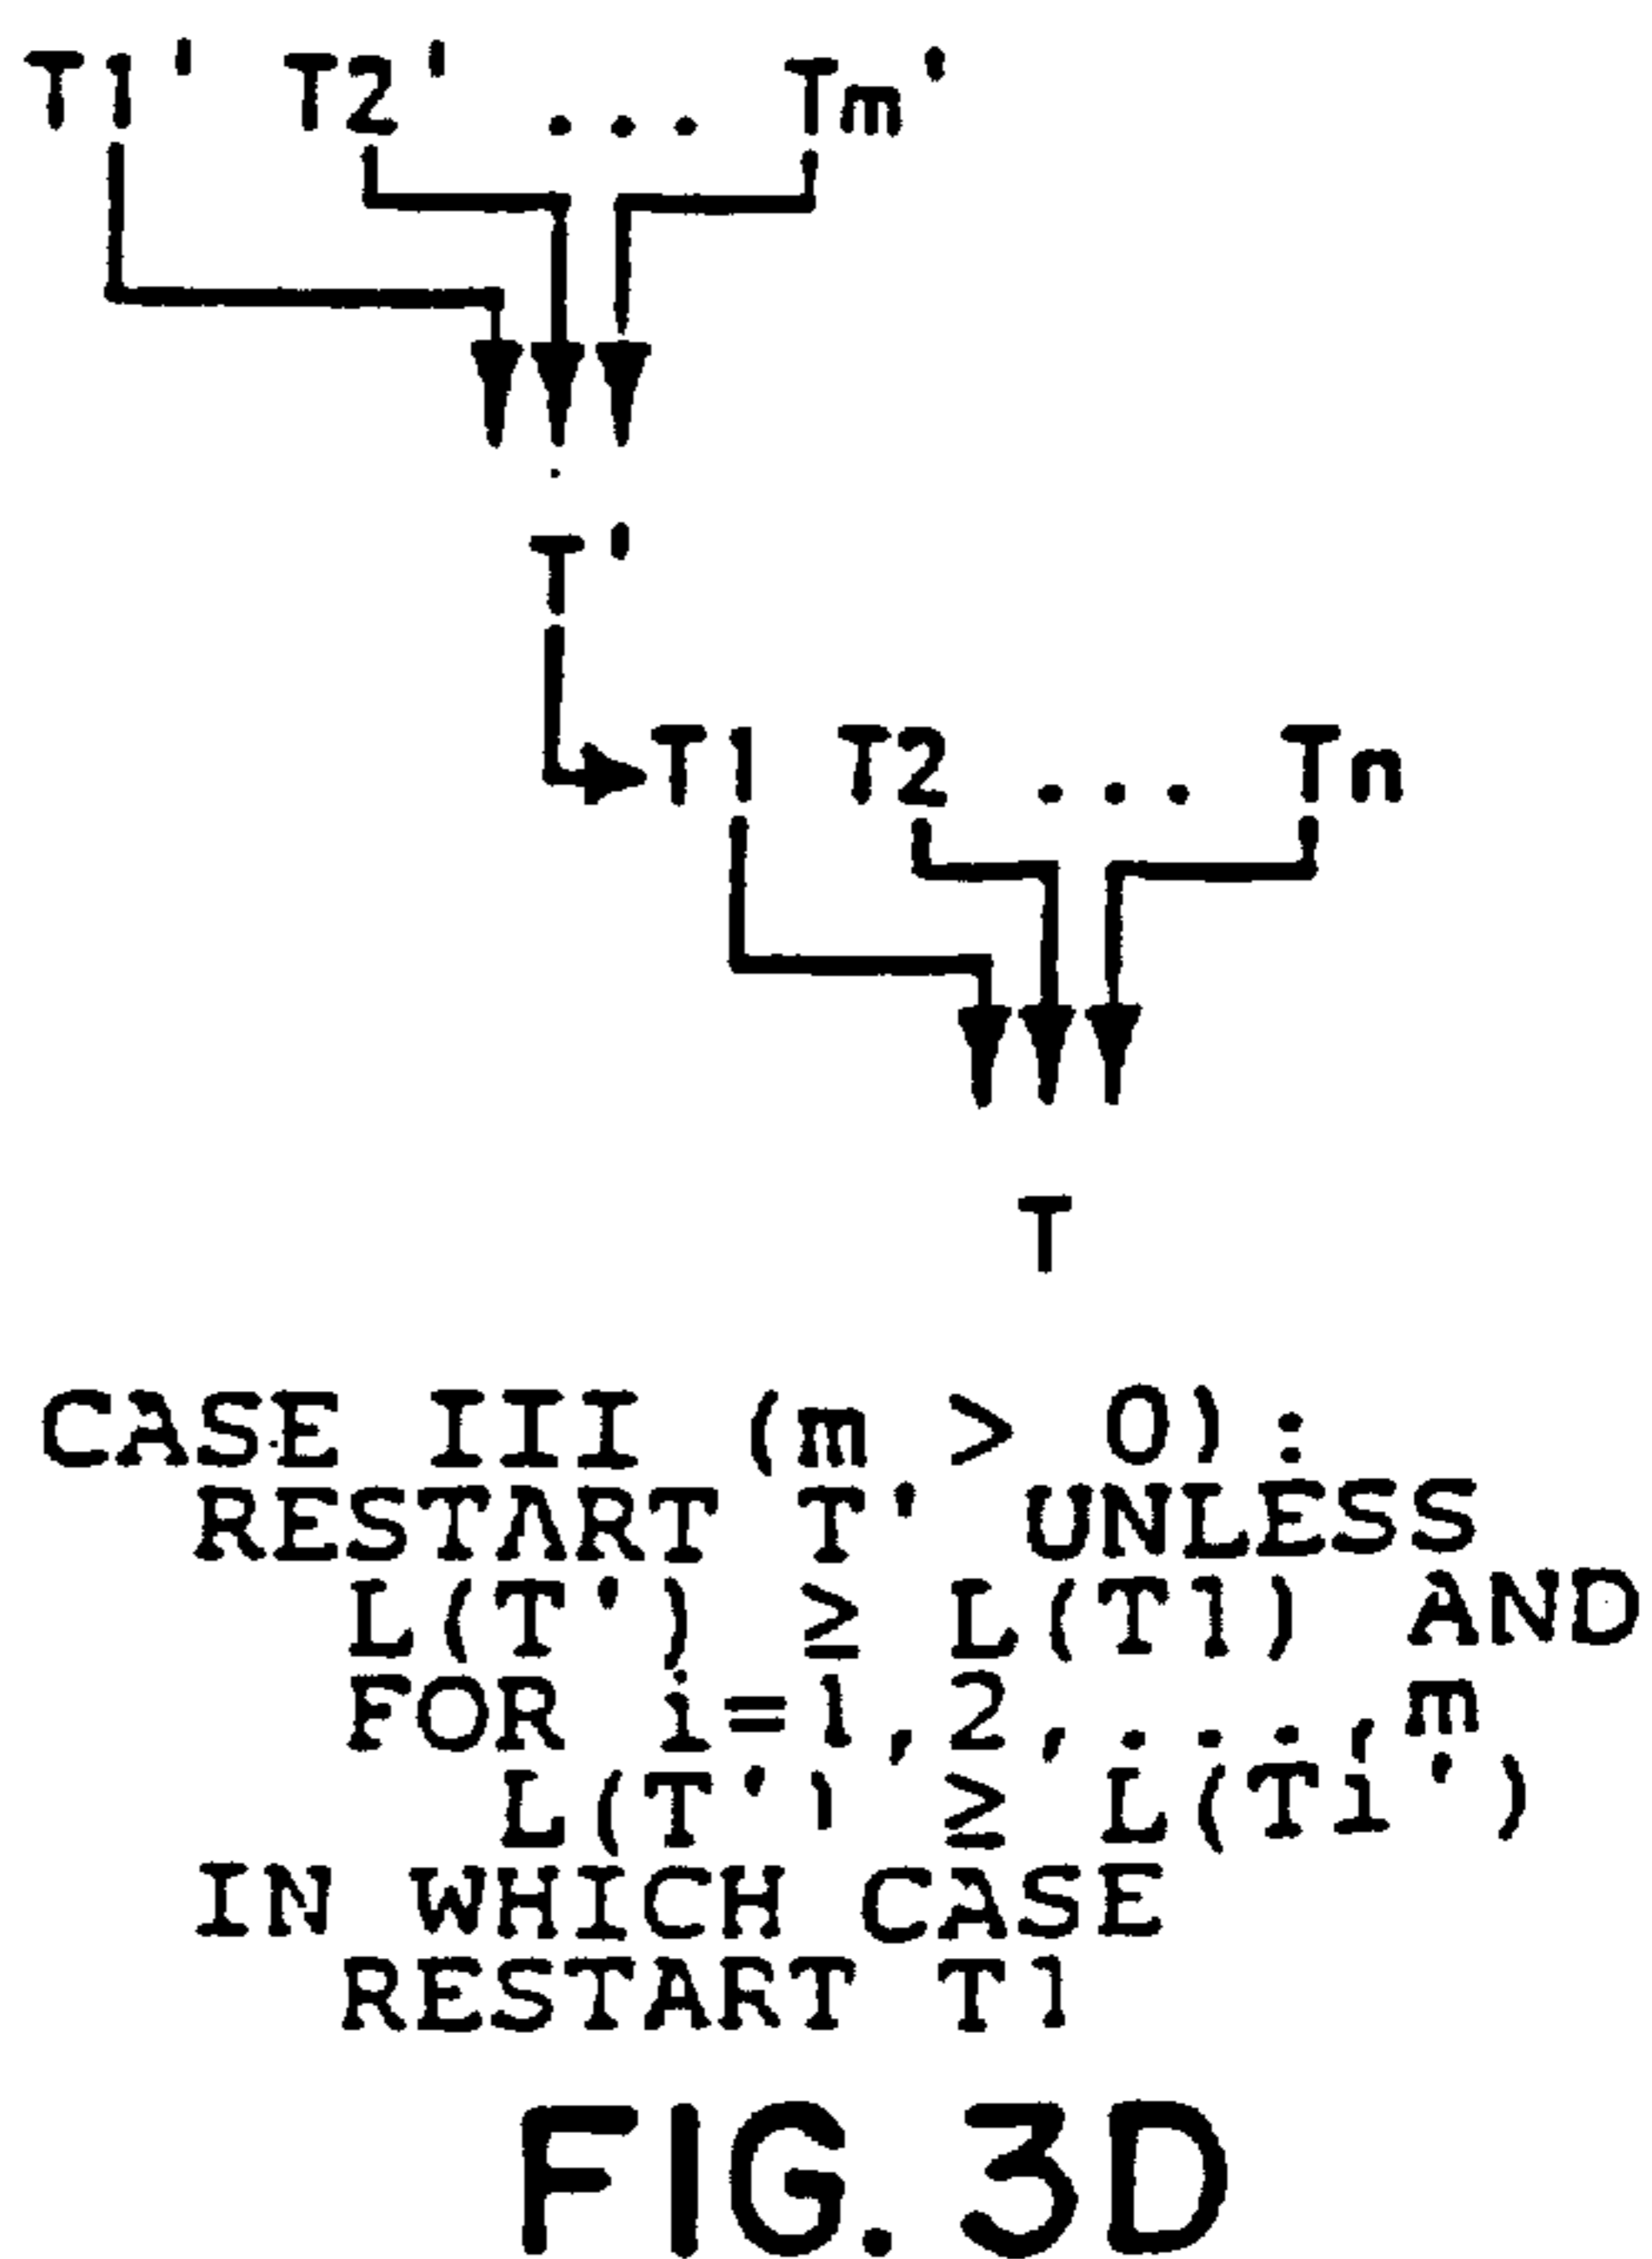 T1' T2' ... Tm'
T'
T1 T2 ... Tn
T
CASE III (m > 0):
RESTART T' UNLESS
L(T') ≥ L(T1) AND
FOR i=1,2,...,m
L(T') ≥ L(Ti')
IN WHICH CASE
RESTART T1
FIG. 3D